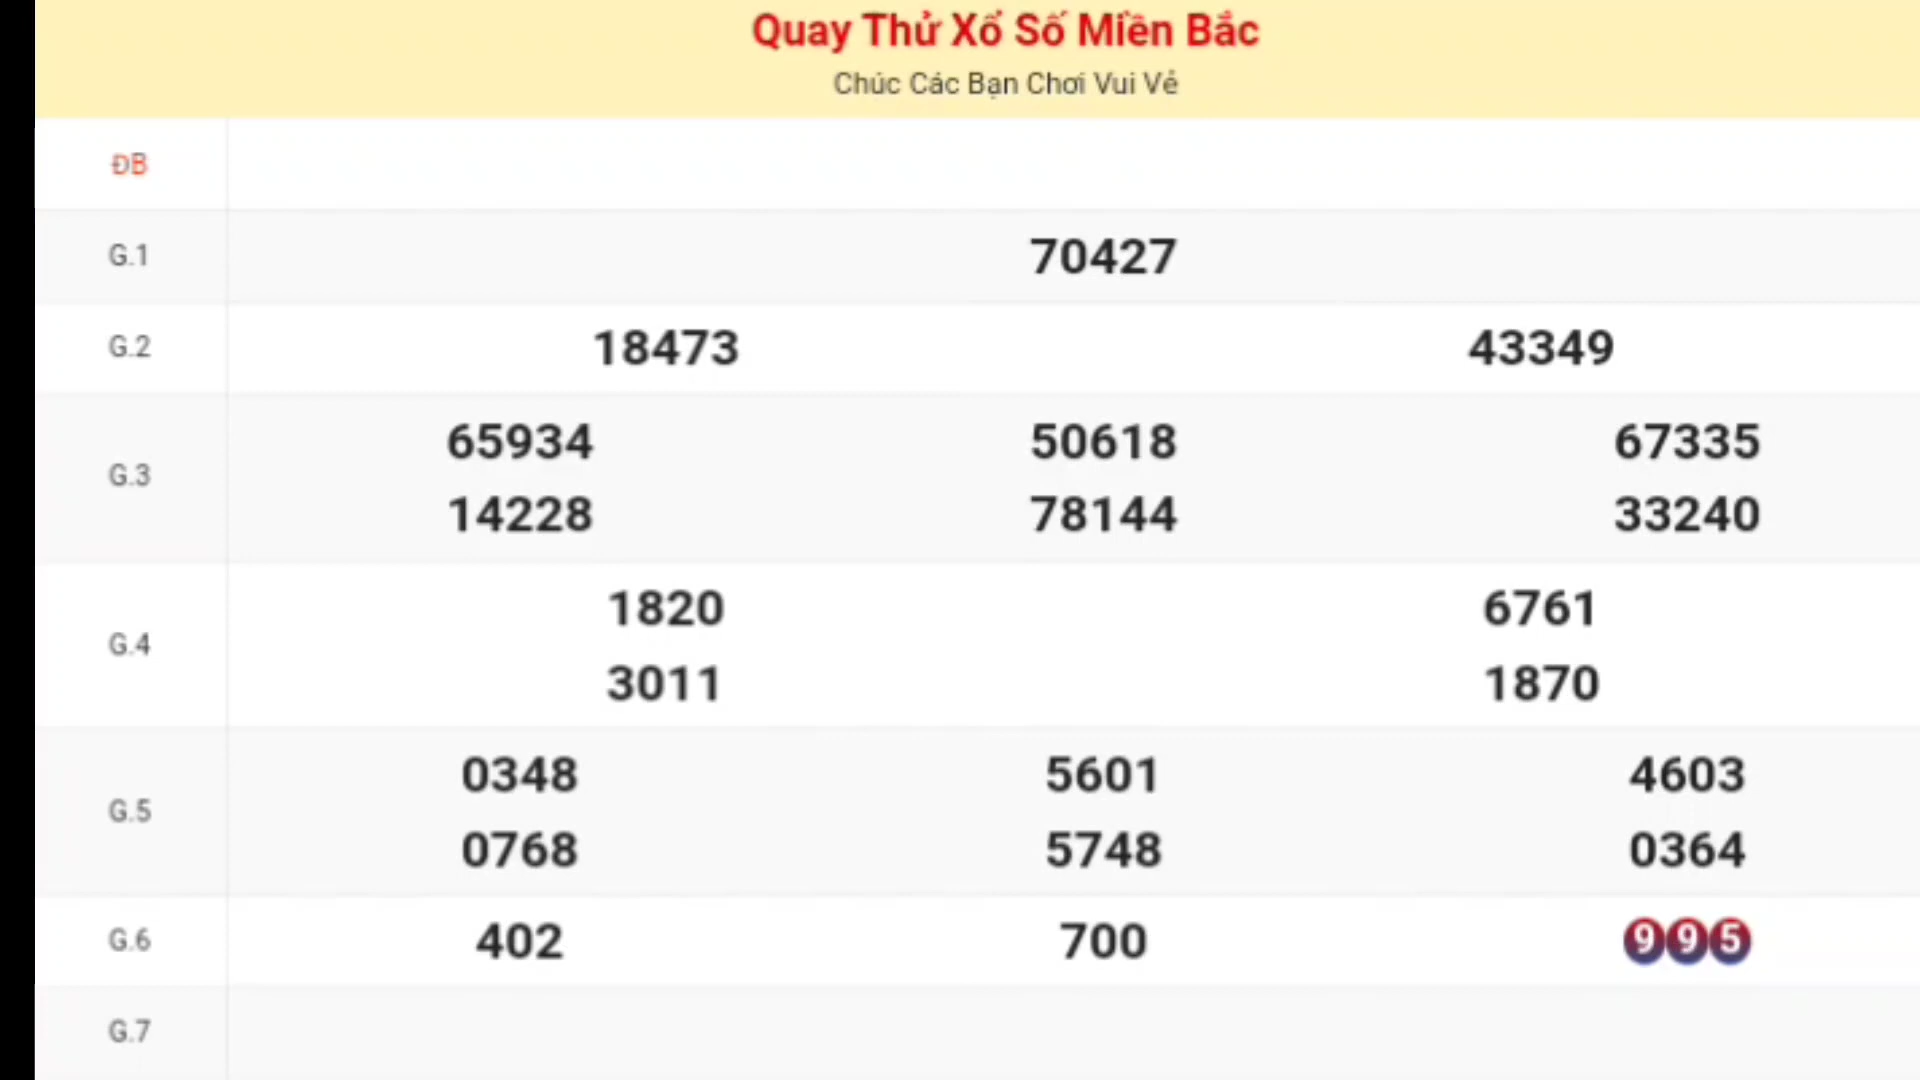 Quay Thử Xổ Số Miền Bắc
Chúc Các Bạn Chơi Vui Vẻ
ĐB
G.1 70427
G.2 18473 43349
G.3 65934 50618 67335
14228 78144 33240
G.4 1820 6761
3011 1870
G.5 0348 5601 4603
0768 5748 0364
G.6 402 700 995
G.7